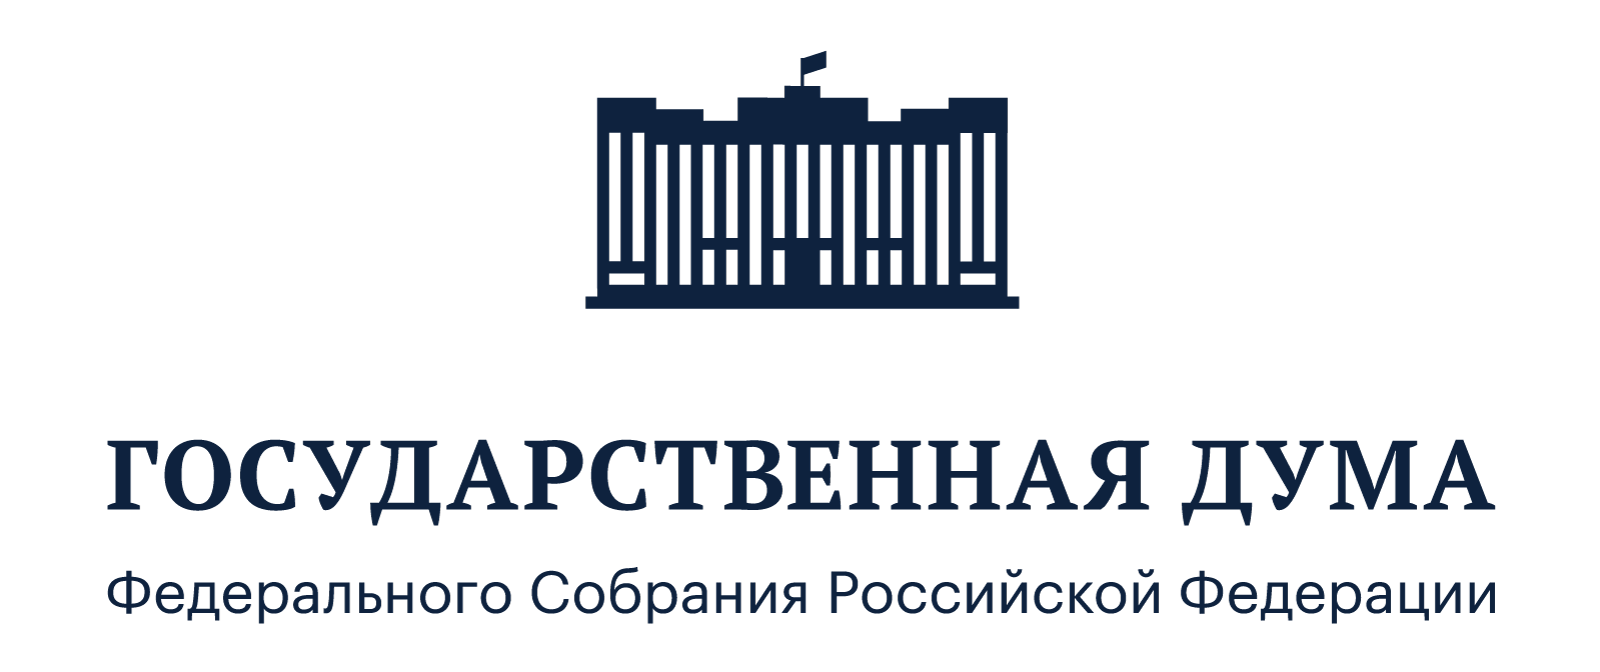 ГОСУДАРСТВЕННАЯ ДУМА
Федерального Собрания Российской Федерации